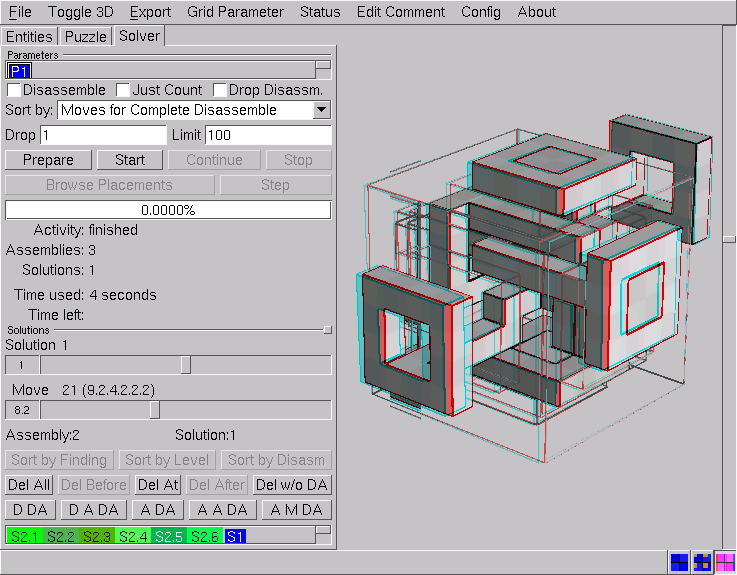 File Toggle 3D Export Grid Parameter Status Edit Comment Config About
Entities Puzzle Solver
Parameters
P1
Disassemble Just Count Drop Disassm.
Sort by: Moves for Complete Disassemble
Drop 1 Limit 100
Prepare Start Continue Stop
Browse Placements Step
0.0000%
Activity: finished
Assemblies: 3
Solutions: 1
Time used: 4 seconds
Time left:
Solutions
Solution 1
1
Move 21 (9.2.4.2.2.2)
8.2
Assembly:2 Solution:1
Sort by Finding Sort by Level Sort by Disasm
Del All Del Before Del At Del After Del w/o DA
D DA D A DA A DA A A DA A M DA
S2.1 S2.2 S2.3 S2.4 S2.5 S2.6 S1